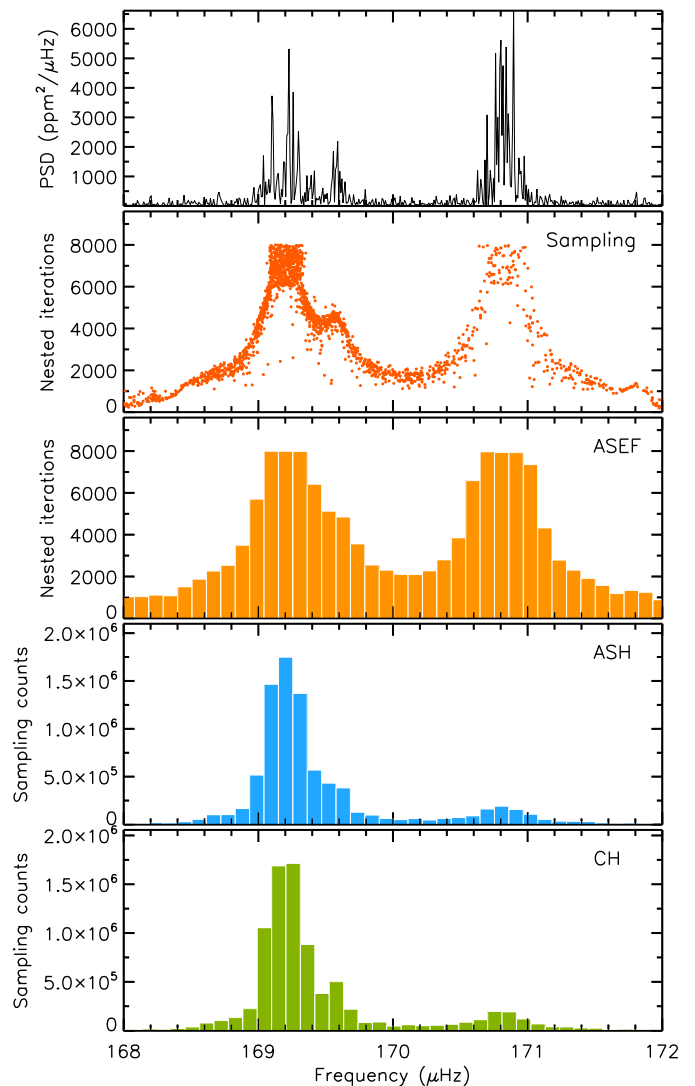 PSD (ppm²/μHz)
6000
5000
4000
3000
2000
1000
Sampling
Nested iterations
8000
6000
4000
2000
0
ASEF
Nested iterations
8000
6000
4000
2000
0
ASH
Sampling counts
2.0×10⁶
1.5×10⁶
1.0×10⁶
5.0×10⁵
0
CH
Sampling counts
2.0×10⁶
1.5×10⁶
1.0×10⁶
5.0×10⁵
0
168 169 170 171 172
Frequency (μHz)